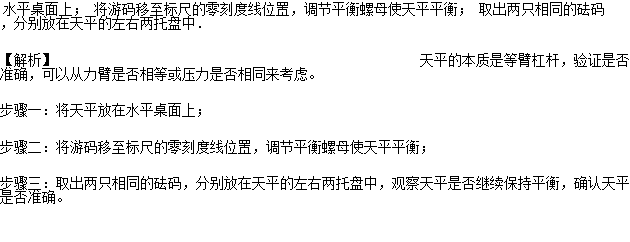 水平桌面上； 将游码移至标尺的零刻度线位置，调节平衡螺母使天平平衡； 取出两只相同的砝码
，分别放在天平的左右两托盘中．
【解析】 天平的本质是等臂杠杆，验证是否
准确，可以从力臂是否相等或压力是否相同来考虑。
步骤一：将天平放在水平桌面上；
步骤二：将游码移至标尺的零刻度线位置，调节平衡螺母使天平平衡；
步骤三：取出两只相同的砝码，分别放在天平的左右两托盘中，观察天平是否继续保持平衡，确认天平
是否准确。